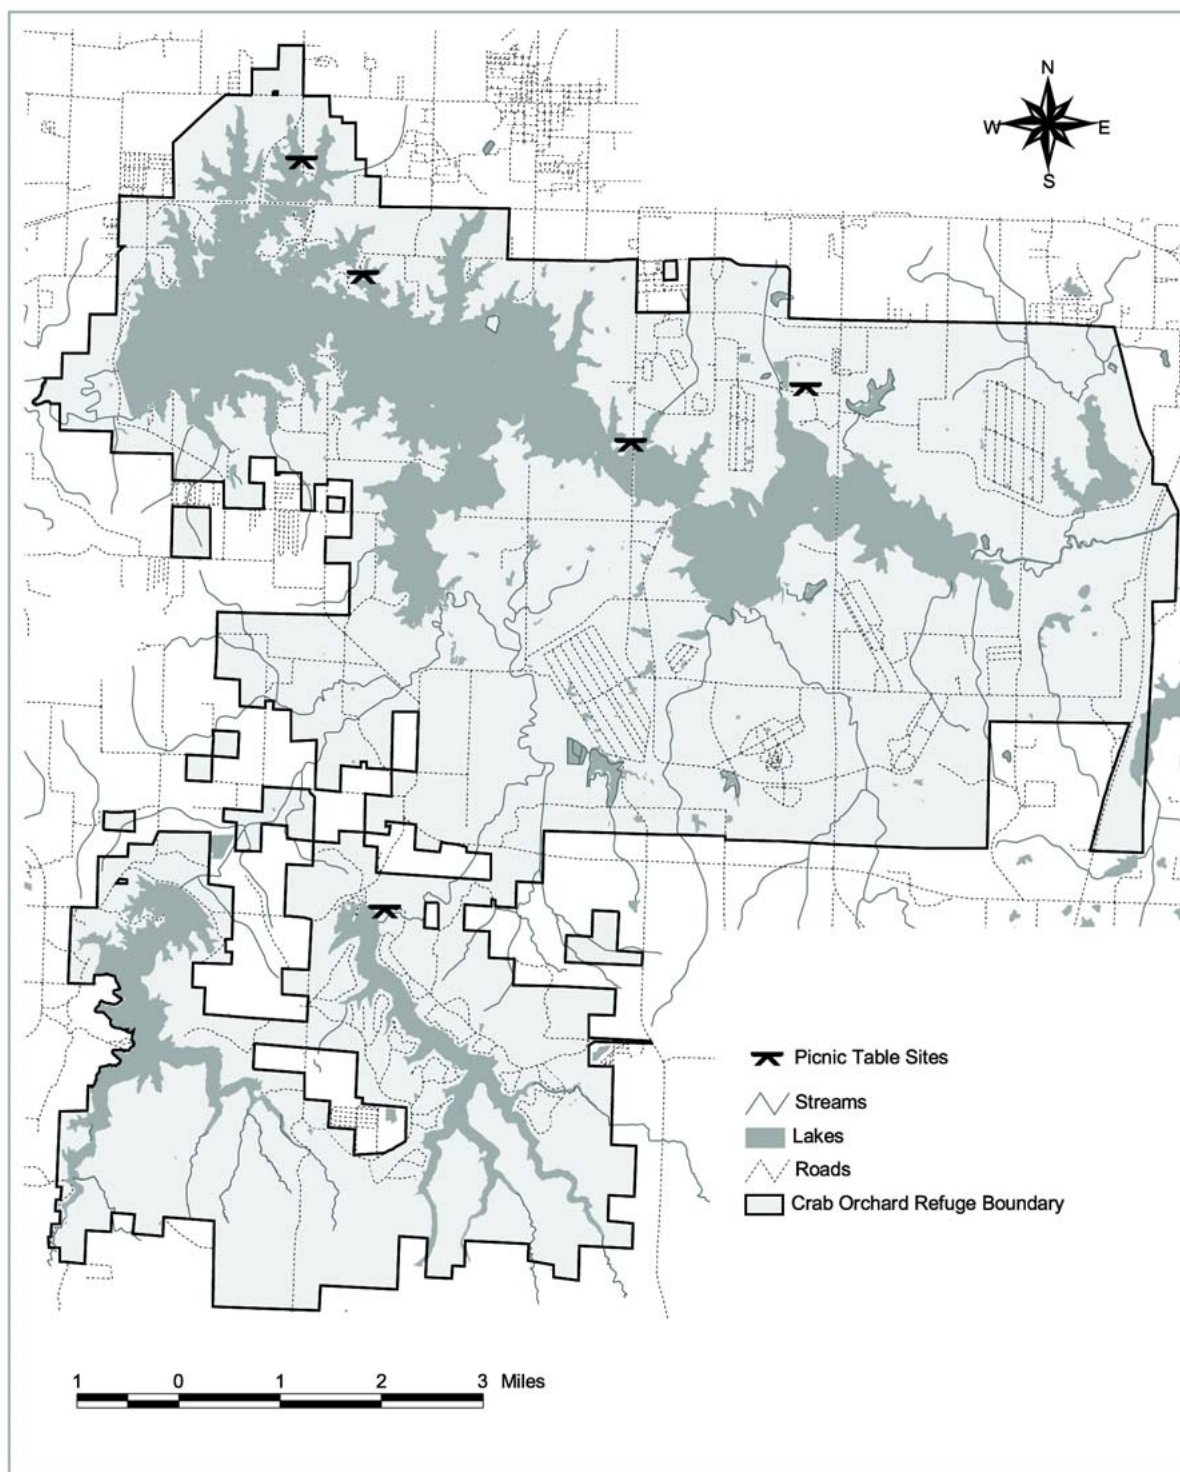 N
W E
S
Picnic Table Sites
Streams
Lakes
Roads
Crab Orchard Refuge Boundary
1 0 1 2 3 Miles